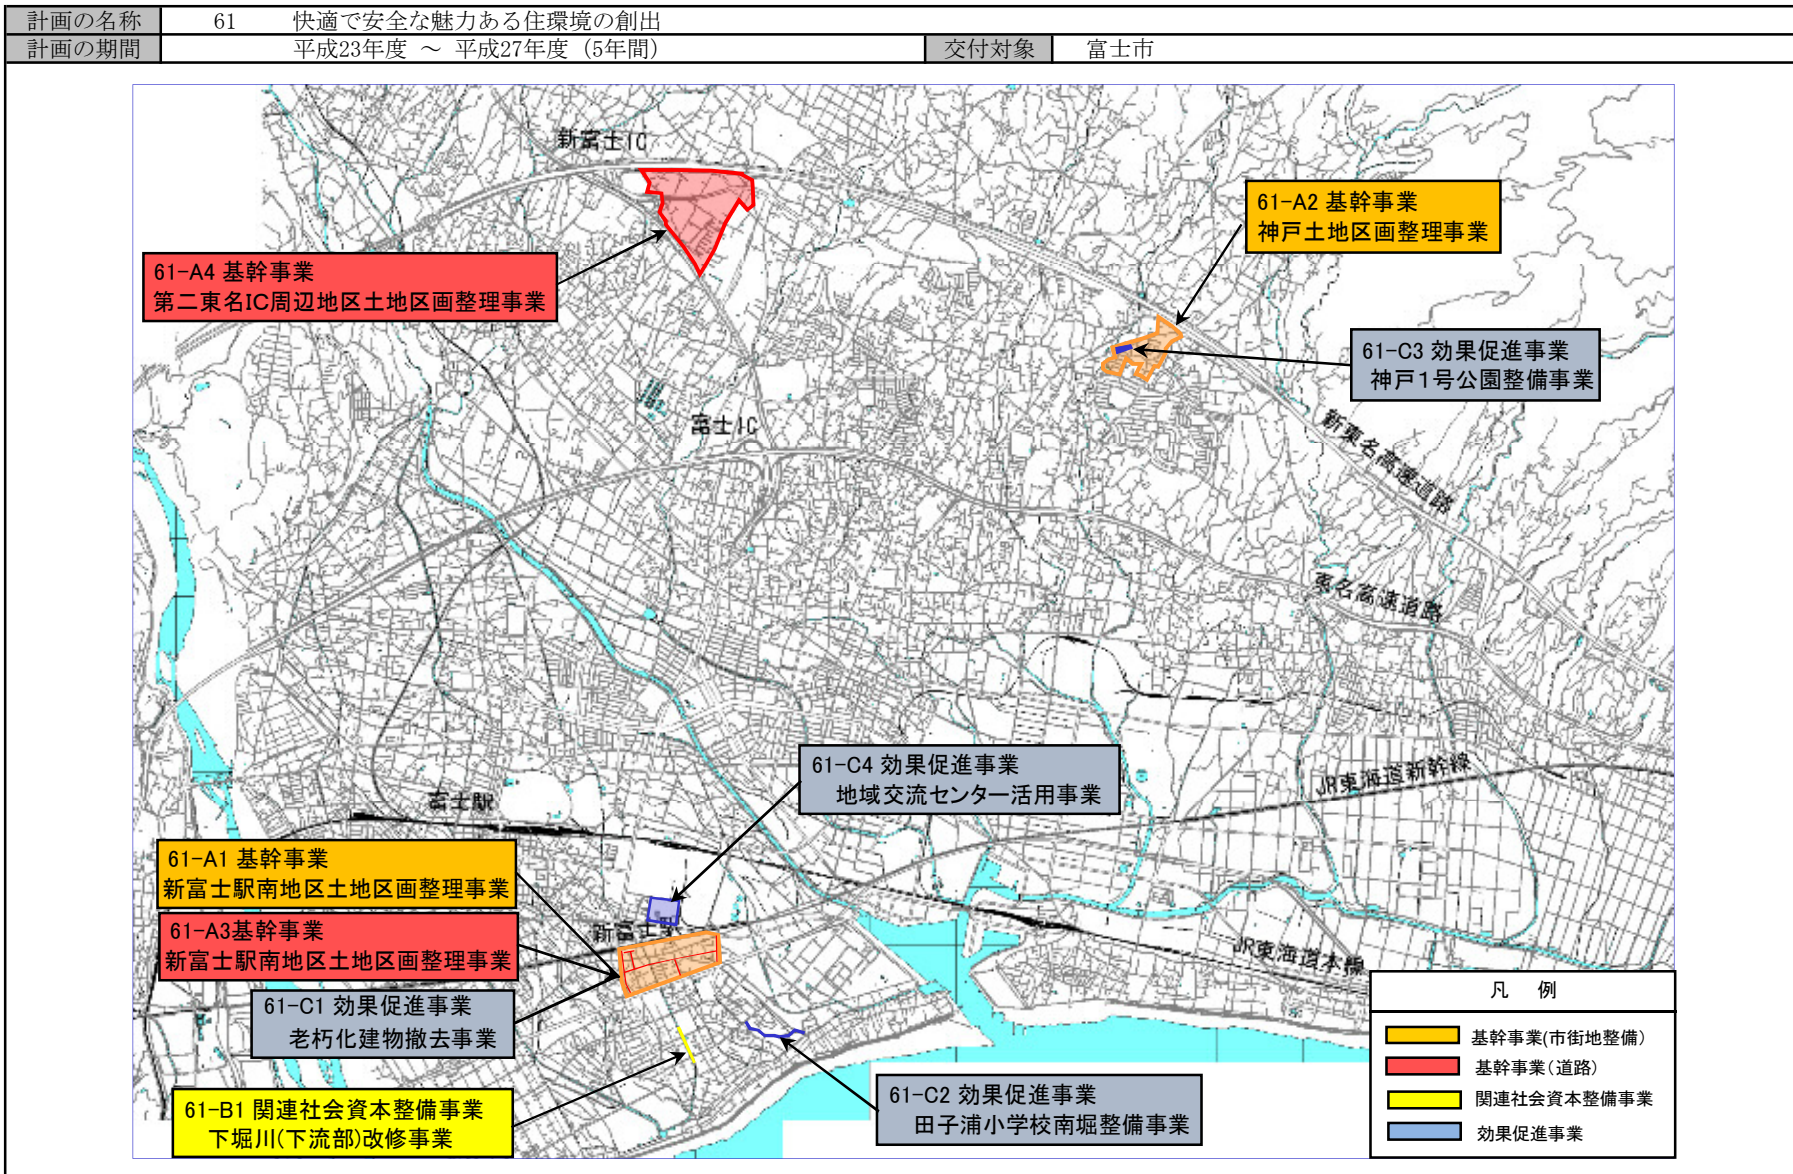 計画の名称 61 快適で安全な魅力ある住環境の創出
計画の期間 平成23年度 ～ 平成27年度（5年間） 交付対象 富士市
新富士IC
61-A2 基幹事業
神戸土地区画整理事業
61-A4 基幹事業
第二東名IC周辺地区土地区画整理事業
61-C3 効果促進事業
神戸１号公園整備事業
富士IC
新東名高速道路
東名高速道路
61-C4 効果促進事業
地域交流センター活用事業
JR東海道新幹線
富士駅
61-A1 基幹事業
新富士駅南地区土地区画整理事業
新富士駅
61-A3基幹事業
新富士駅南地区土地区画整理事業
JR東海道本線
61-C1 効果促進事業
老朽化建物撤去事業
61-B1 関連社会資本整備事業
下堀川(下流部)改修事業
61-C2 効果促進事業
田子浦小学校南堀整備事業
凡 例
基幹事業(市街地整備）
基幹事業（道路）
関連社会資本整備事業
効果促進事業